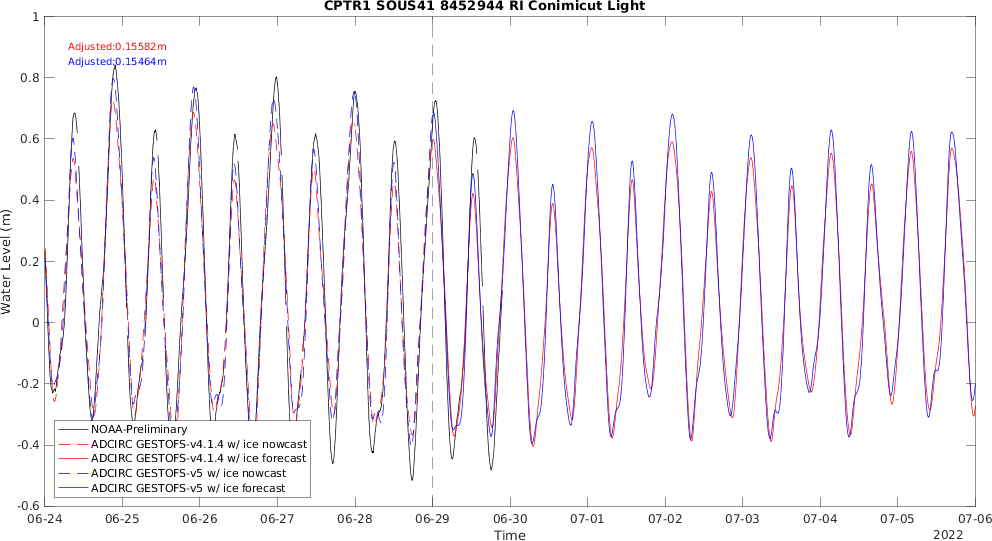 CPTR1 SOUS41 8452944 RI Conimicut Light
Adjusted:0.15582m
Adjusted:0.15464m
Water Level (m)
1
0.8
0.6
0.4
0.2
0
-0.2
-0.4
-0.6
NOAA-Preliminary
ADCIRC GESTOFS-v4.1.4 w/ ice nowcast
ADCIRC GESTOFS-v4.1.4 w/ ice forecast
ADCIRC GESTOFS-v5 w/ ice nowcast
ADCIRC GESTOFS-v5 w/ ice forecast
06-24 06-25 06-26 06-27 06-28 06-29 06-30 07-01 07-02 07-03 07-04 07-05 07-06
Time
2022